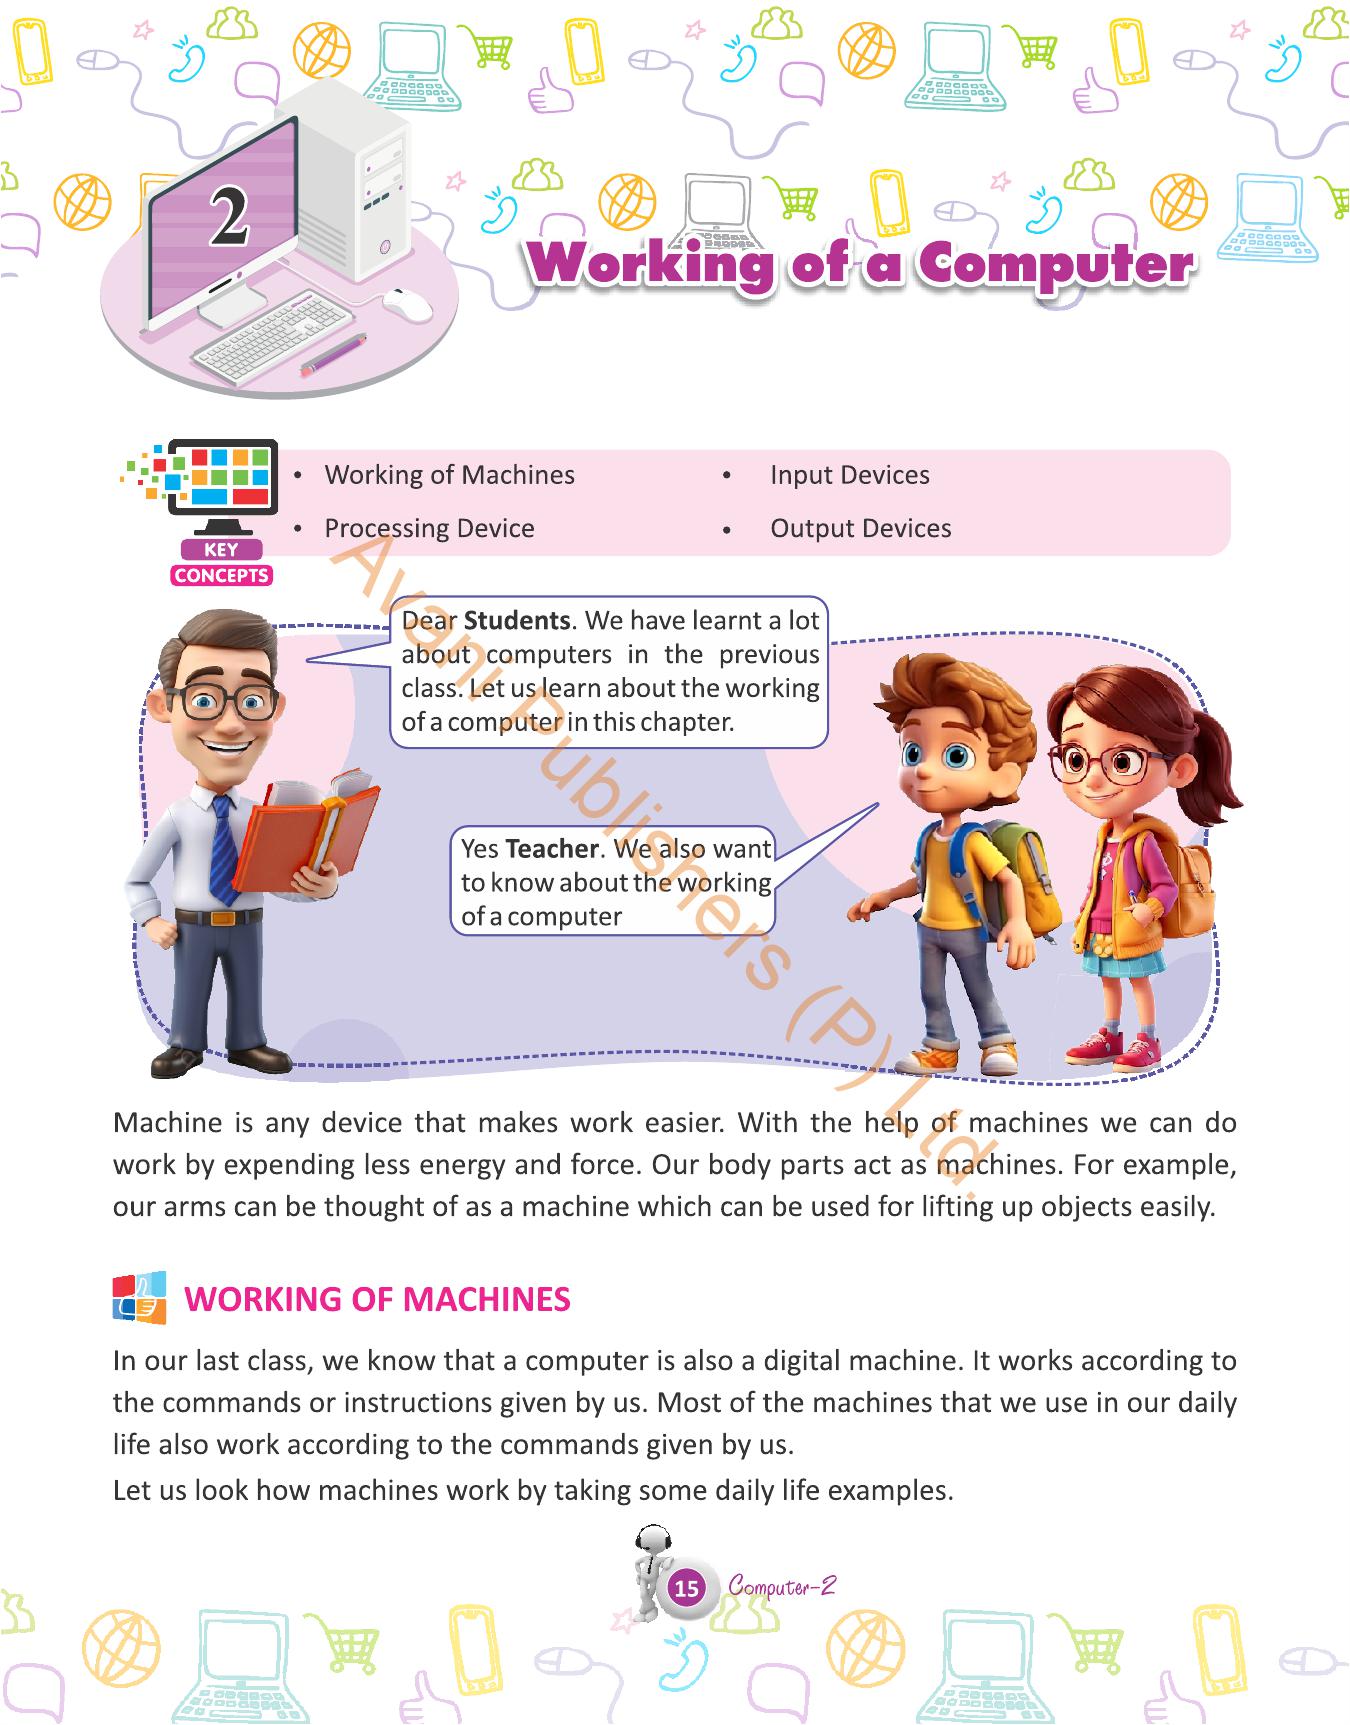 2
Working of a Computer
• Working of Machines
• Input Devices
• Processing Device
• Output Devices
KEY
CONCEPTS
Dear Students. We have learnt a lot
about computers in the previous
class. Let us learn about the working
of a computer in this chapter.
Yes Teacher. We also want
to know about the working
of a computer
Avani Publishers (P) Ltd.
Machine is any device that makes work easier. With the help of machines we can do
work by expending less energy and force. Our body parts act as machines. For example,
our arms can be thought of as a machine which can be used for lifting up objects easily.
WORKING OF MACHINES
In our last class, we know that a computer is also a digital machine. It works according to
the commands or instructions given by us. Most of the machines that we use in our daily
life also work according to the commands given by us.
Let us look how machines work by taking some daily life examples.
15
Computer-2